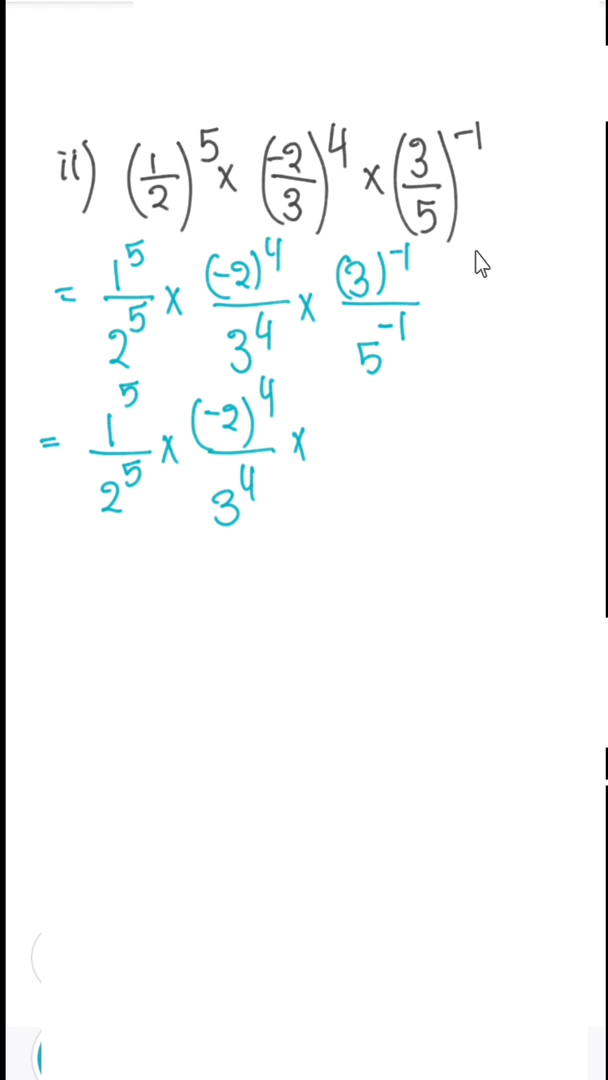 ii) (1/2)^5 × (-2/3)^4 × (3/5)^-1
= 1^5/2^5 × (-2)^4/3^4 × (3)^-1/5^-1
= 1^5/2^5 × (-2)^4/3^4 ×